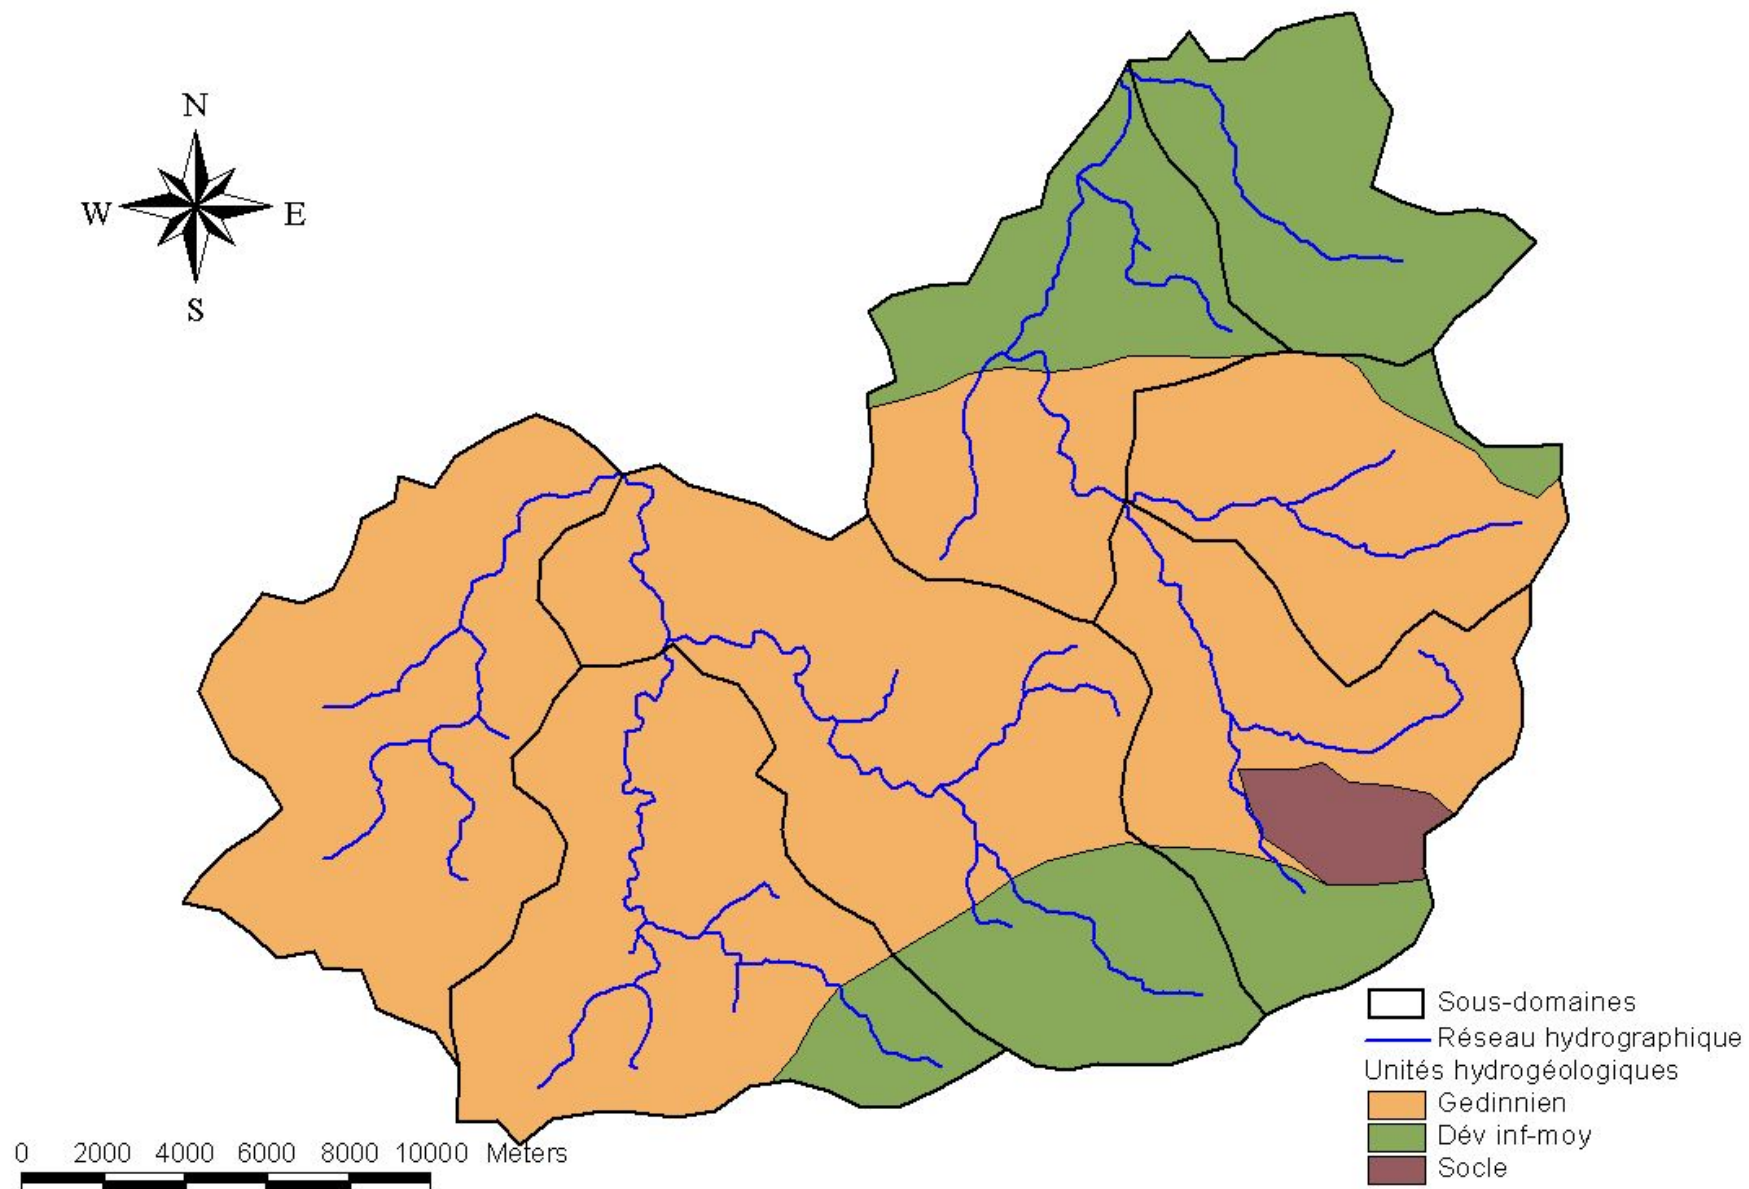 N
W E
S
Sous-domaines
Réseau hydrographique
Unités hydrogéologiques
Gedinnien
Dév inf-moy
Socle
0 2000 4000 6000 8000 10000 Meters